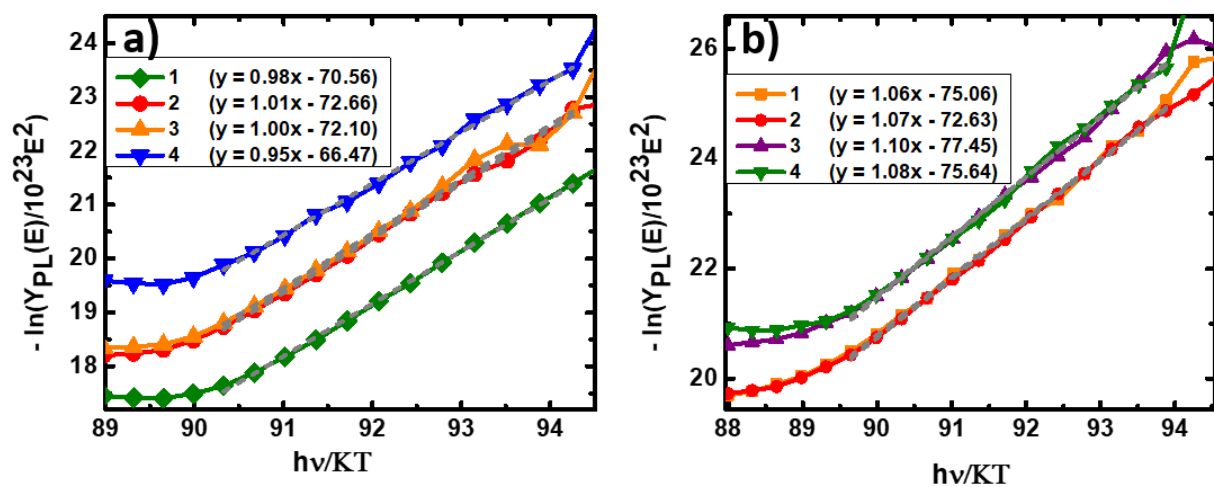 a)
- ln(Y_PL(E)/10^23E^2)
24
23
22
21
20
19
18
1 (y = 0.98x - 70.56)
2 (y = 1.01x - 72.66)
3 (y = 1.00x - 72.10)
4 (y = 0.95x - 66.47)
89 90 91 92 93 94
hν/KT
b)
- ln(Y_PL(E)/10^23E^2)
26
24
22
20
1 (y = 1.06x - 75.06)
2 (y = 1.07x - 72.63)
3 (y = 1.10x - 77.45)
4 (y = 1.08x - 75.64)
88 89 90 91 92 93 94
hν/KT